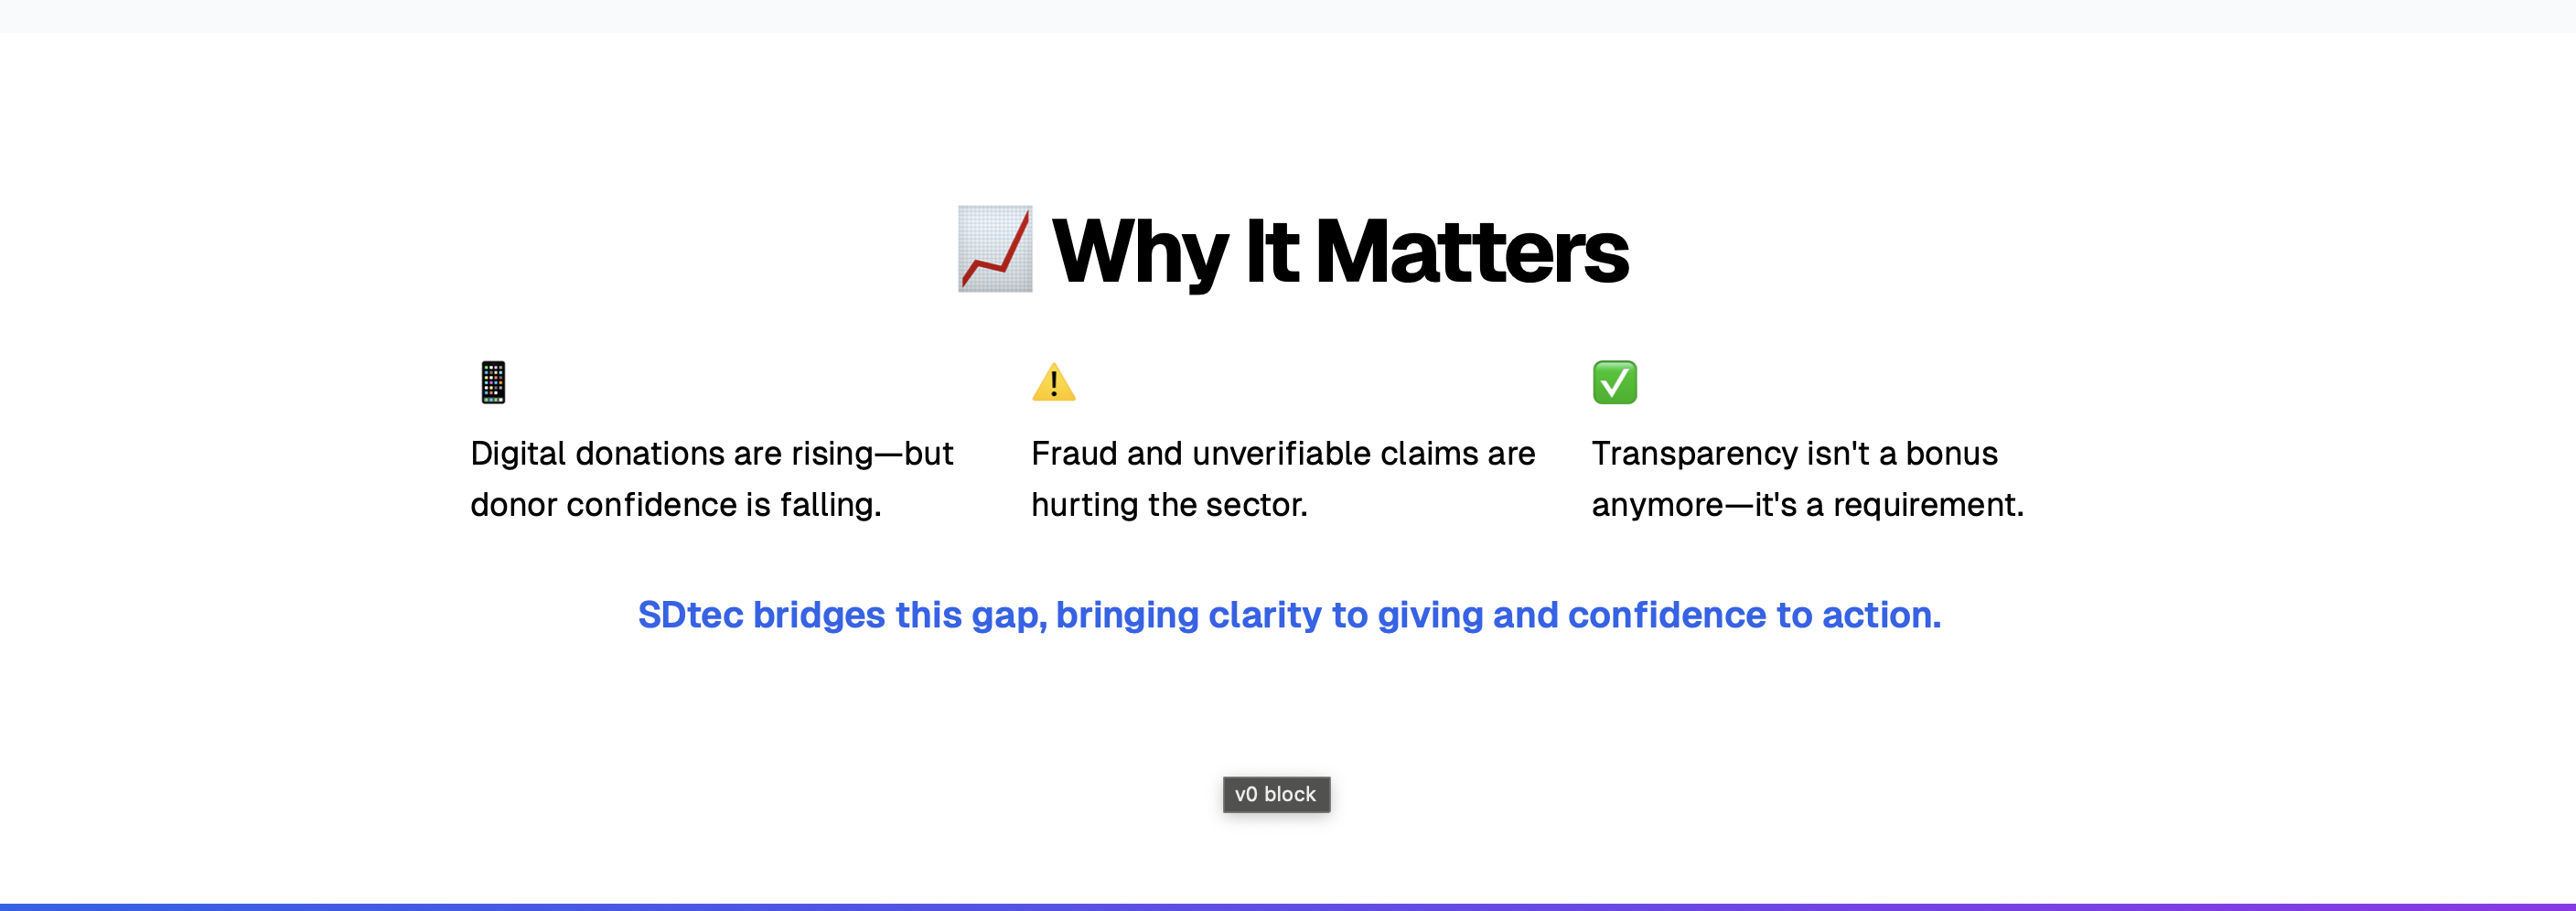 Why It Matters
Digital donations are rising—but
donor confidence is falling.
Fraud and unverifiable claims are
hurting the sector.
Transparency isn't a bonus
anymore—it's a requirement.
SDtec bridges this gap, bringing clarity to giving and confidence to action.
v0 block